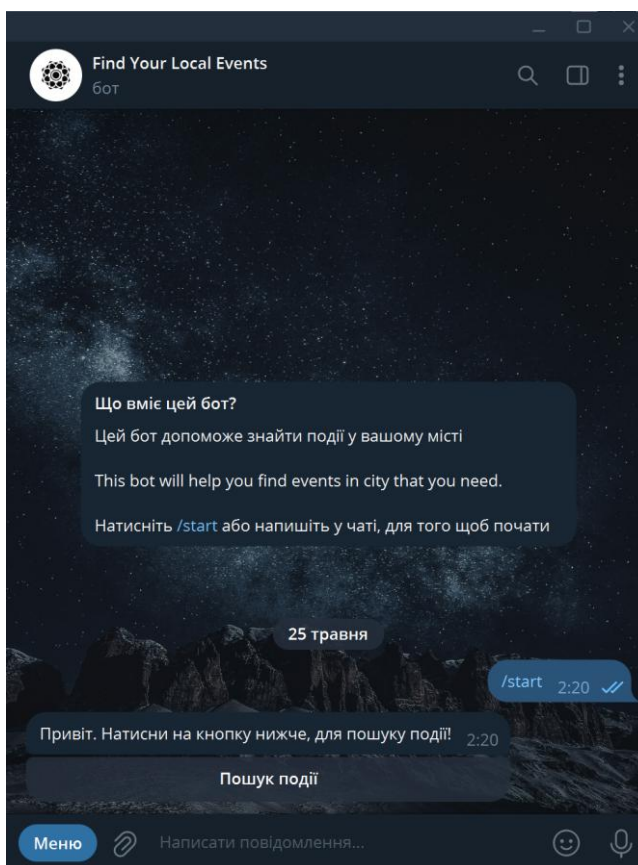 Find Your Local Events
бот
Що вміє цей бот?
Цей бот допоможе знайти події у вашому місті
This bot will help you find events in city that you need.
Натисніть /start або напишіть у чаті, для того щоб почати
25 травня
/start 2:20
Привіт. Натисни на кнопку нижче, для пошуку події! 2:20
Пошук події
Меню Написати повідомлення...